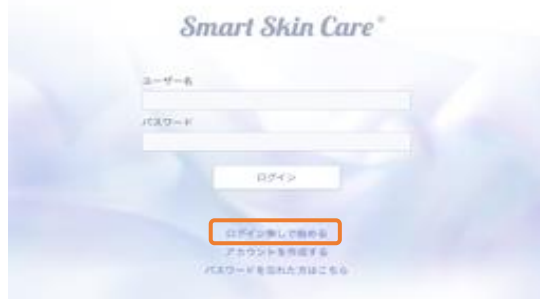 Smart Skin Care®
ユーザー名
パスワード
ログイン
ログイン無しで始める
アカウントを作成する
パスワードを忘れた方はこちら